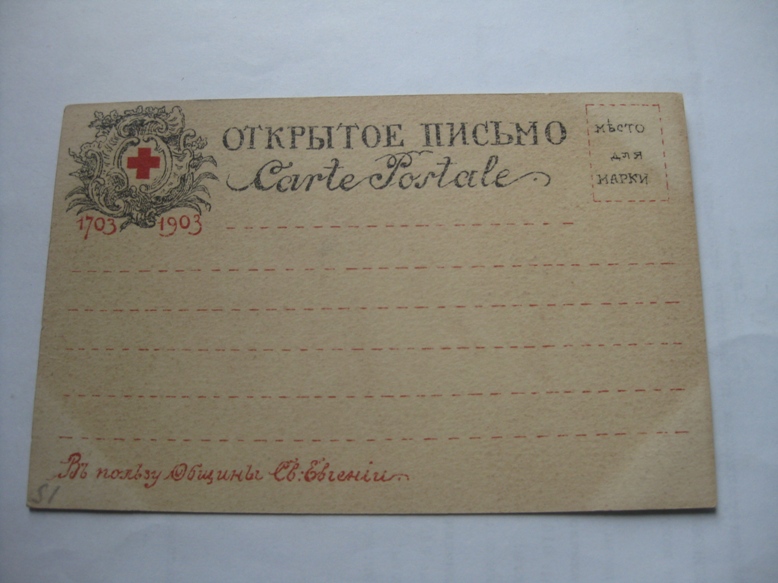 ОТКРЫТОЕ ПИСЬМО
Carte Postale
МѢСТО
ДЛЯ
МАРКИ
1703 1903
Въ пользу Общины Св: Евгеніи
51